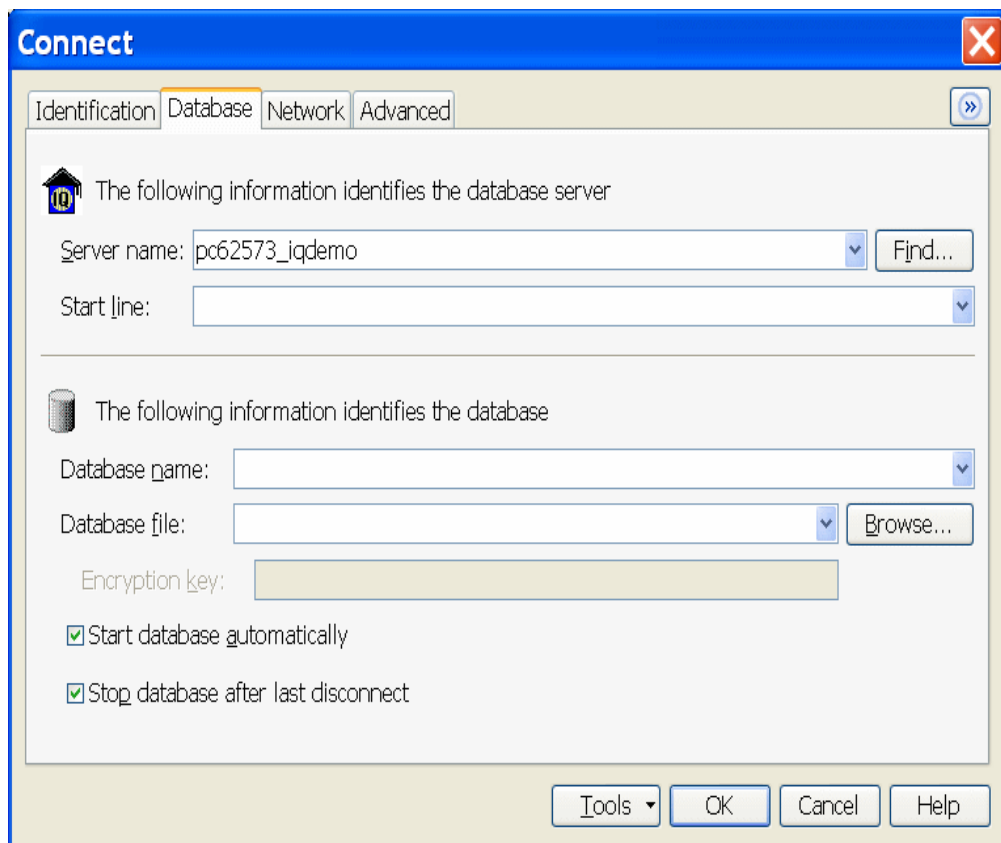 Connect
Identification Database Network Advanced
IQ The following information identifies the database server
Server name: pc62573_iqdemo Find...
Start line:
The following information identifies the database
Database name:
Database file: Browse...
Encryption key:
Start database automatically
Stop database after last disconnect
Tools OK Cancel Help